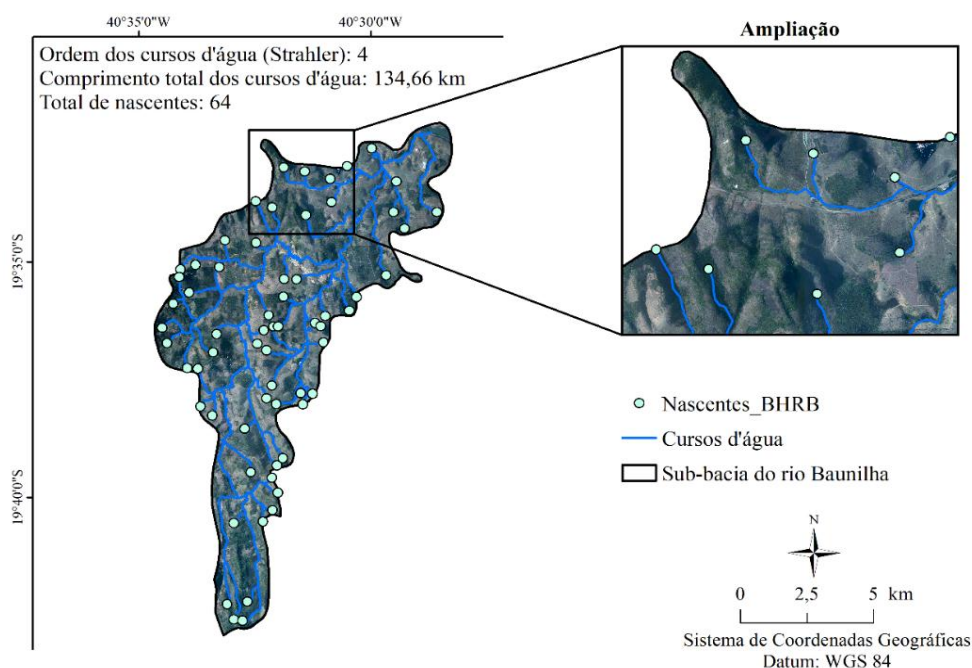 40°35'0"W
40°30'0"W
Ampliação
Ordem dos cursos d'água (Strahler): 4
Comprimento total dos cursos d'água: 134,66 km
Total de nascentes: 64
19°35'0"S
19°40'0"S
Nascentes_BHRB
Cursos d'água
Sub-bacia do rio Baunilha
N
0 2,5 5 km
Sistema de Coordenadas Geográficas
Datum: WGS 84